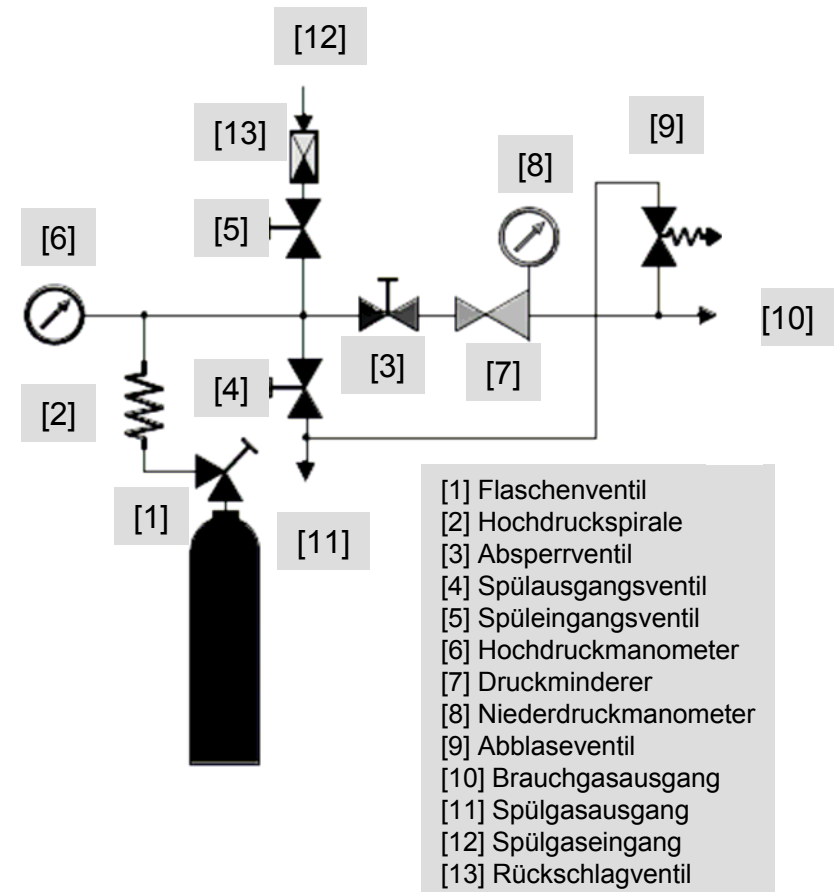 [12]
[13]
[9]
[8]
[5]
[6]
[10]
[3]
[7]
[4]
[2]
[1]
[11]
[1] Flaschenventil
[2] Hochdruckspirale
[3] Absperrventil
[4] Spülausgangsventil
[5] Spüleingangsventil
[6] Hochdruckmanometer
[7] Druckminderer
[8] Niederdruckmanometer
[9] Abblaseventil
[10] Brauchgasausgang
[11] Spülgasausgang
[12] Spülgaseingang
[13] Rückschlagventil